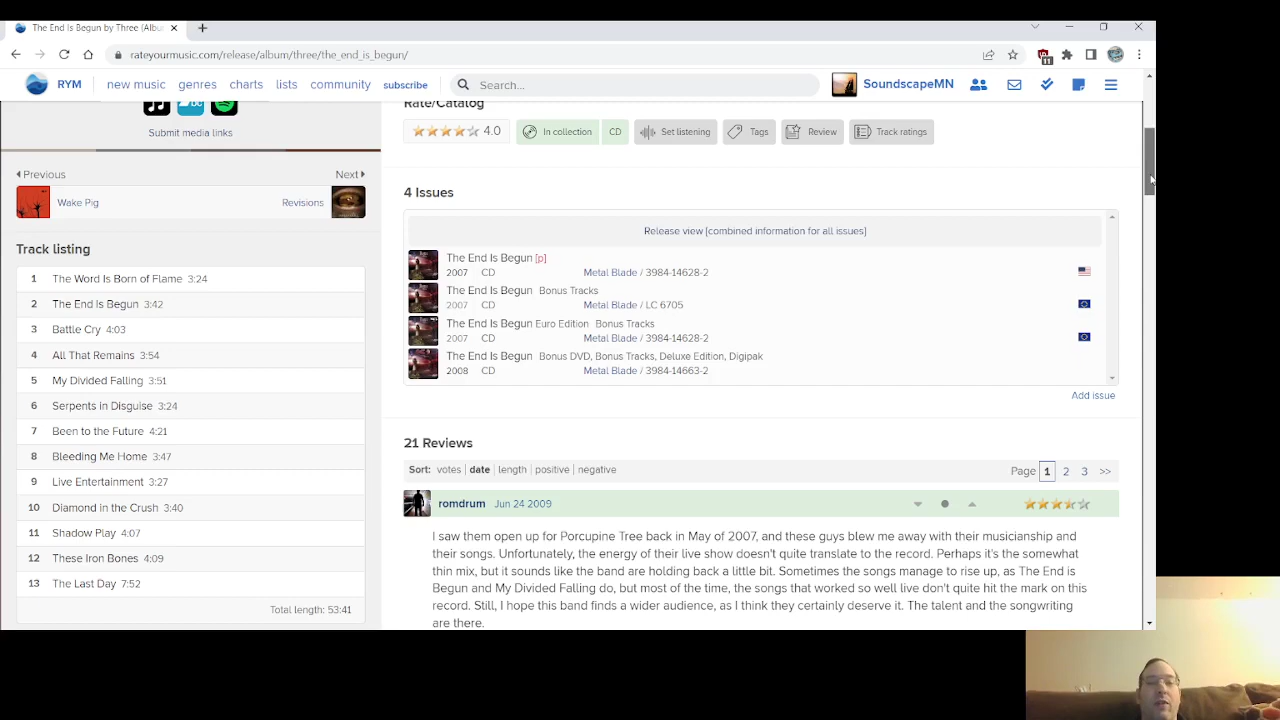 The End Is Begun by Three (Albu
rateyourmusic.com/release/album/three/the_end_is_begun/
11
RYM new music genres charts lists community subscribe Search... SoundscapeMN
Submit media links
Previous Next
Wake Pig Revisions
Track listing
1 The Word Is Born of Flame 3:24
2 The End Is Begun 3:42
3 Battle Cry 4:03
4 All That Remains 3:54
5 My Divided Falling 3:51
6 Serpents in Disguise 3:24
7 Been to the Future 4:21
8 Bleeding Me Home 3:47
9 Live Entertainment 3:27
10 Diamond in the Crush 3:40
11 Shadow Play 4:07
12 These Iron Bones 4:09
13 The Last Day 7:52
Total length: 53:41
Rate/Catalog
4.0 In collection CD Set listening Tags Review Track ratings
4 Issues
Release view [combined information for all issues]
The End Is Begun [p]
2007 CD Metal Blade / 3984-14628-2
The End Is Begun Bonus Tracks
2007 CD Metal Blade / LC 6705
The End Is Begun Euro Edition Bonus Tracks
2007 CD Metal Blade / 3984-14628-2
The End Is Begun Bonus DVD, Bonus Tracks, Deluxe Edition, Digipak
2008 CD Metal Blade / 3984-14663-2
Add issue
21 Reviews
Sort: votes date length positive negative Page 1 2 3 >>
romdrum Jun 24 2009
I saw them open up for Porcupine Tree back in May of 2007, and these guys blew me away with their musicianship and
their songs. Unfortunately, the energy of their live show doesn't quite translate to the record. Perhaps it's the somewhat
thin mix, but it sounds like the band are holding back a little bit. Sometimes the songs manage to rise up, as The End is
Begun and My Divided Falling do, but most of the time, the songs that worked so well live don't quite hit the mark on this
record. Still, I hope this band finds a wider audience, as I think they certainly deserve it. The talent and the songwriting
are there.